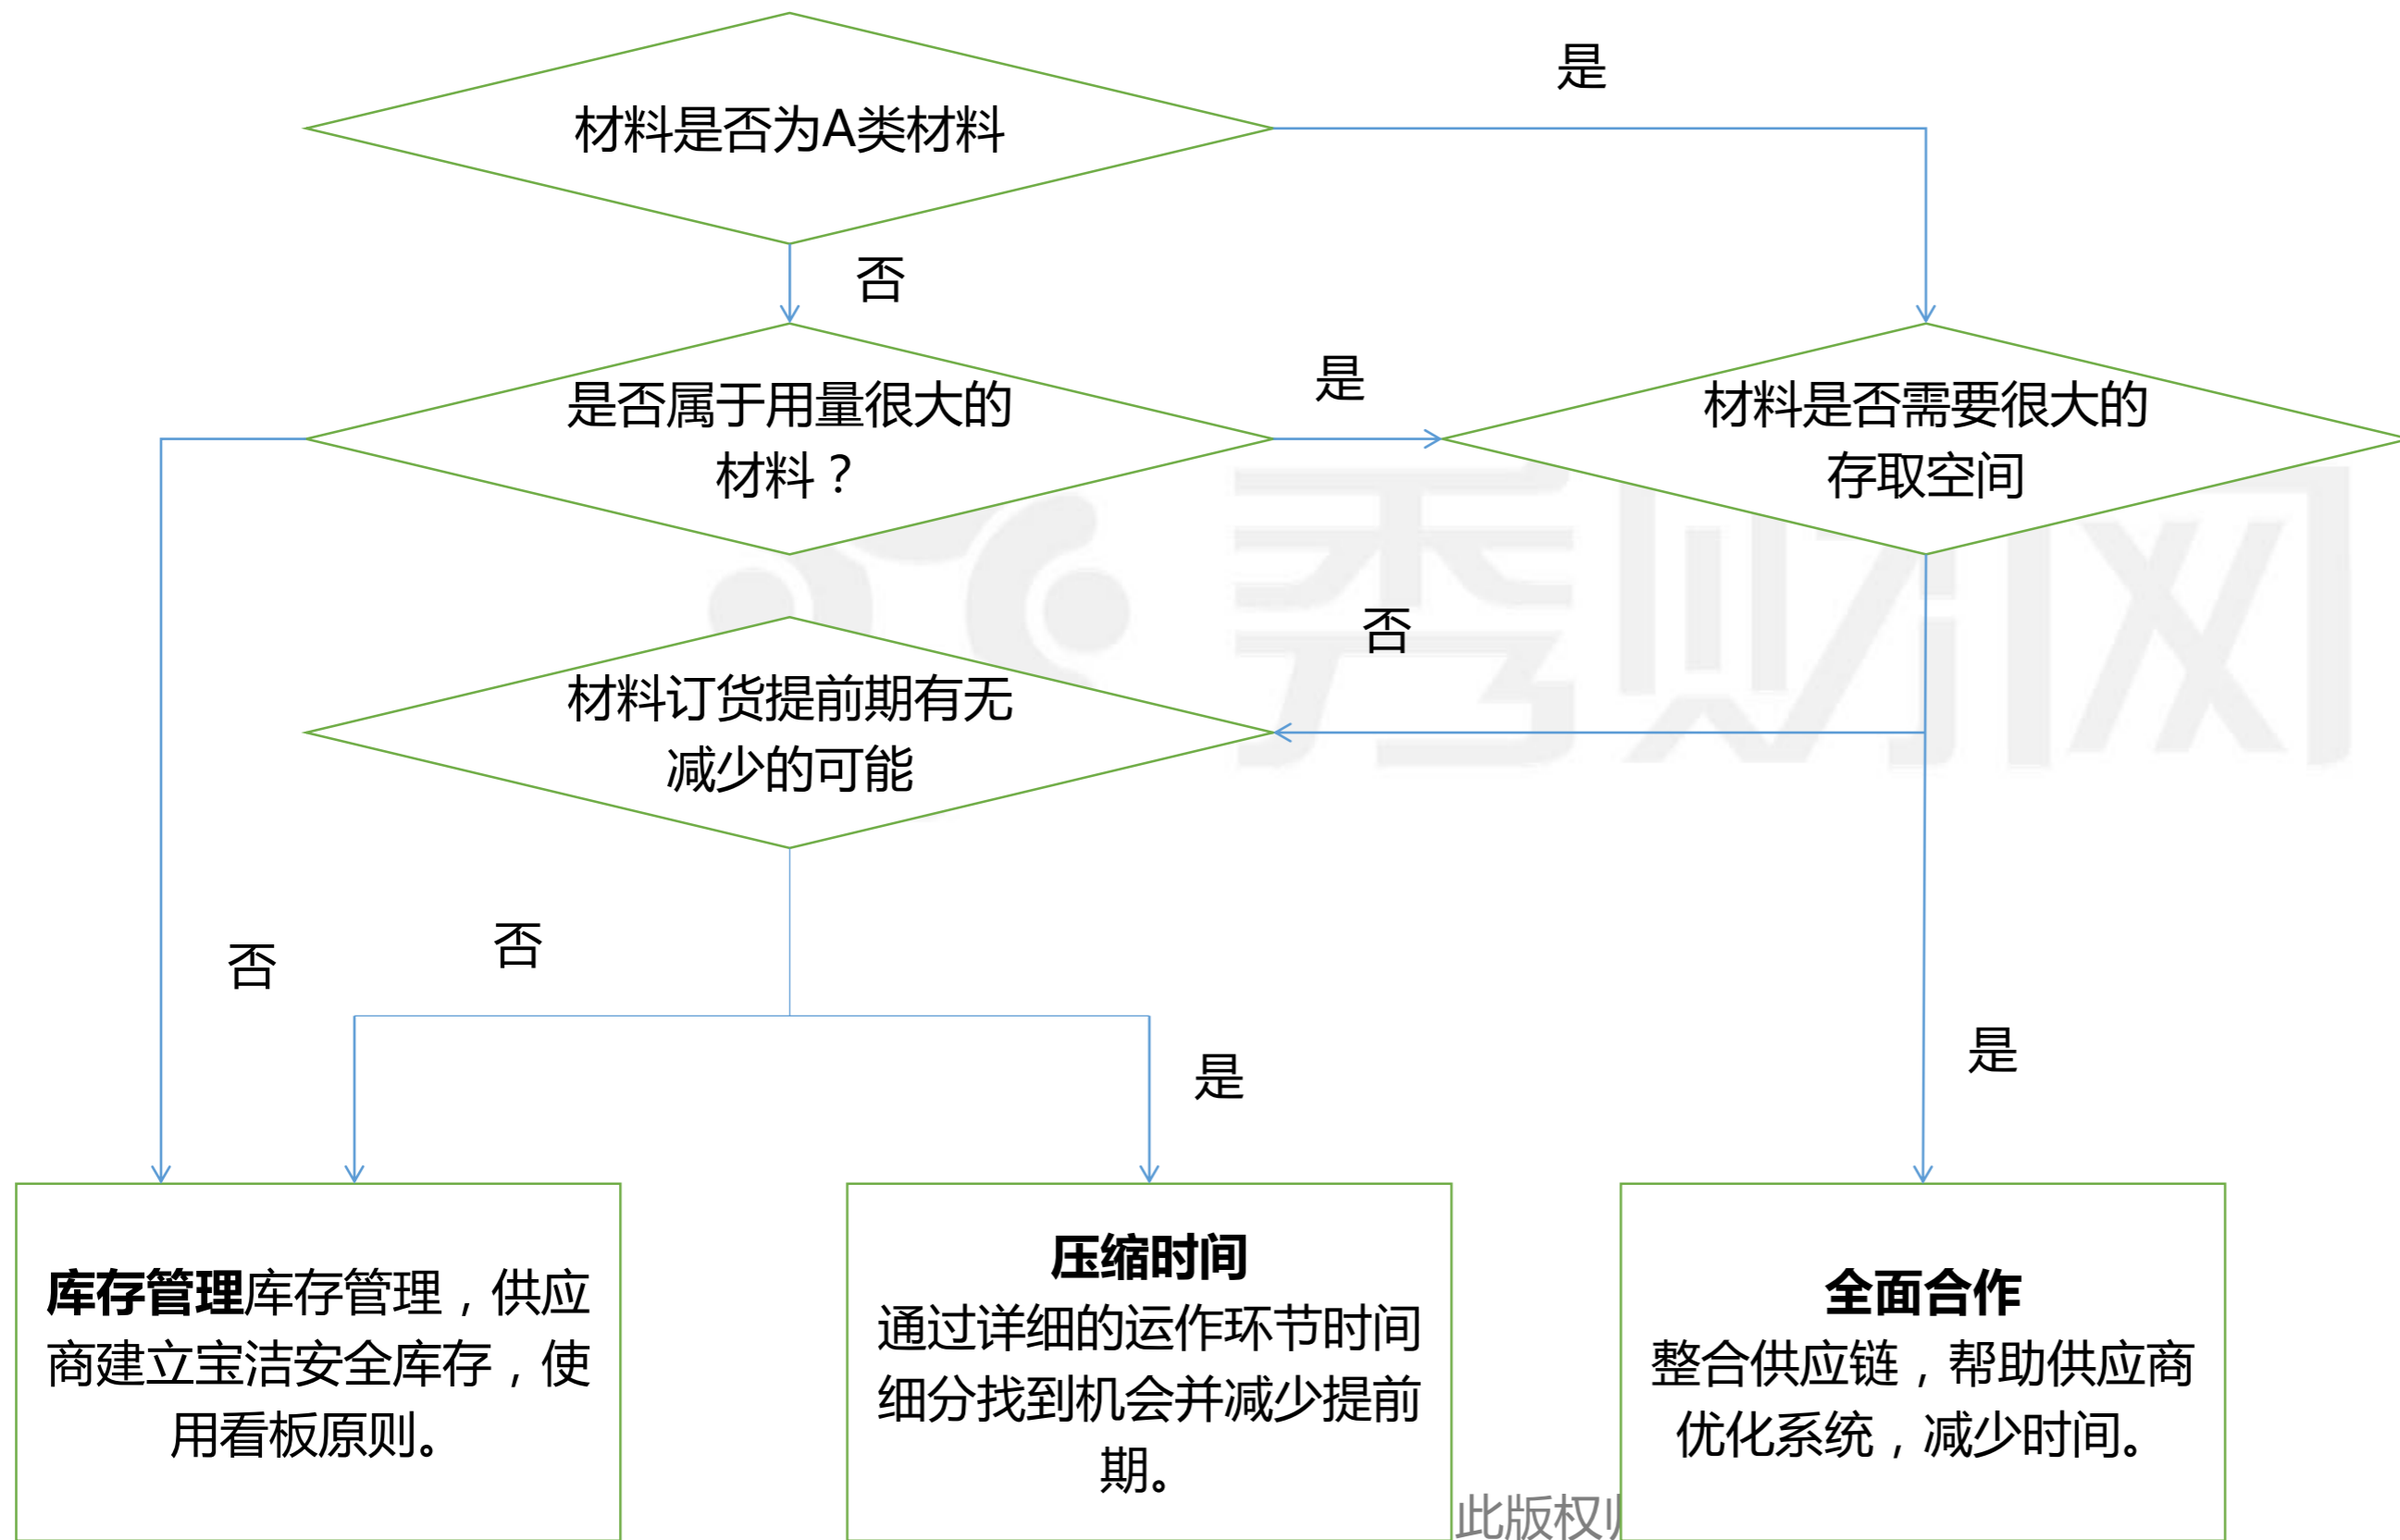 是
材料是否为A类材料
否
是
是否属于用量很大的
材料？
材料是否需要很大的
存取空间
秀财网
否
材料订货提前期有无
减少的可能
否
否
是
是
库存管理库存管理，供应
商建立宝洁安全库存，使
用看板原则。
压缩时间
通过详细的运作环节时间
细分找到机会并减少提前
期。
全面合作
整合供应链，帮助供应商
优化系统，减少时间。
此版权